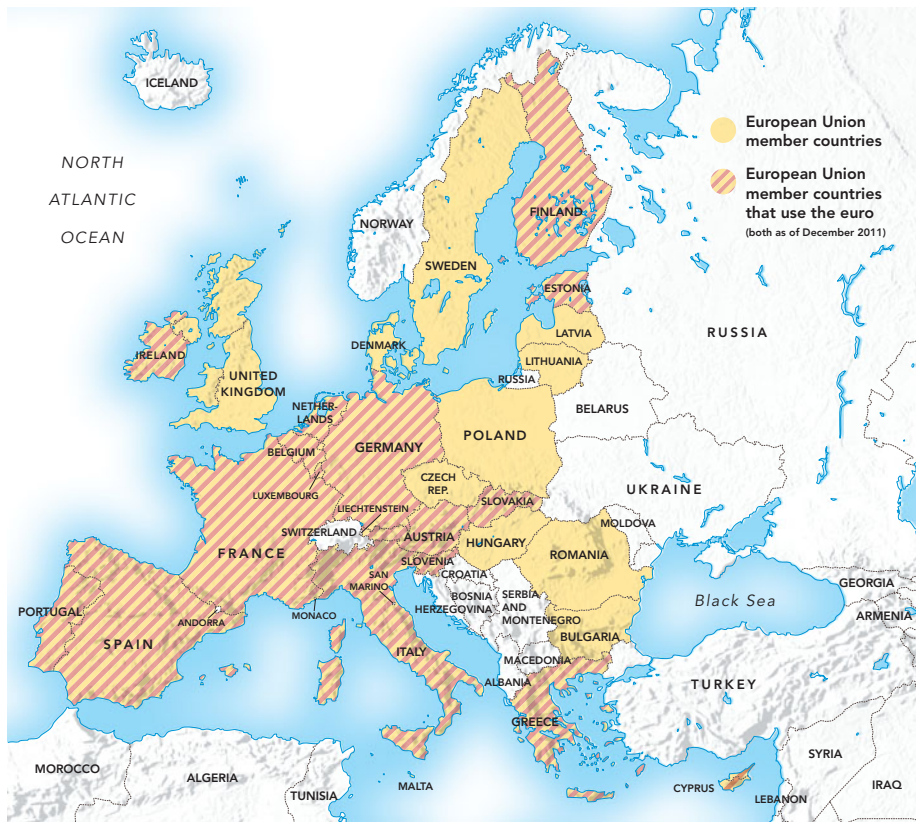 ICELAND
NORTH
ATLANTIC
OCEAN
European Union
member countries
European Union
member countries
that use the euro
(both as of December 2011)
NORWAY
FINLAND
SWEDEN
ESTONIA
RUSSIA
LATVIA
DENMARK
IRELAND
LITHUANIA
RUSSIA
UNITED
KINGDOM
NETHER-
LANDS
BELARUS
POLAND
GERMANY
BELGIUM
CZECH
REP.
UKRAINE
LUXEMBOURG
SLOVAKIA
LIECHTENSTEIN
MOLDOVA
SWITZERLAND
AUSTRIA
HUNGARY
FRANCE
ROMANIA
SLOVENIA
CROATIA
SAN
MARINO
GEORGIA
BOSNIA
HERZEGOVINA
SERBIA
AND
MONTENEGRO
Black Sea
PORTUGAL
MONACO
ANDORRA
ARMENIA
SPAIN
BULGARIA
ITALY
MACEDONIA
ALBANIA
TURKEY
GREECE
SYRIA
MOROCCO
ALGERIA
TUNISIA
MALTA
CYPRUS
LEBANON
IRAQ